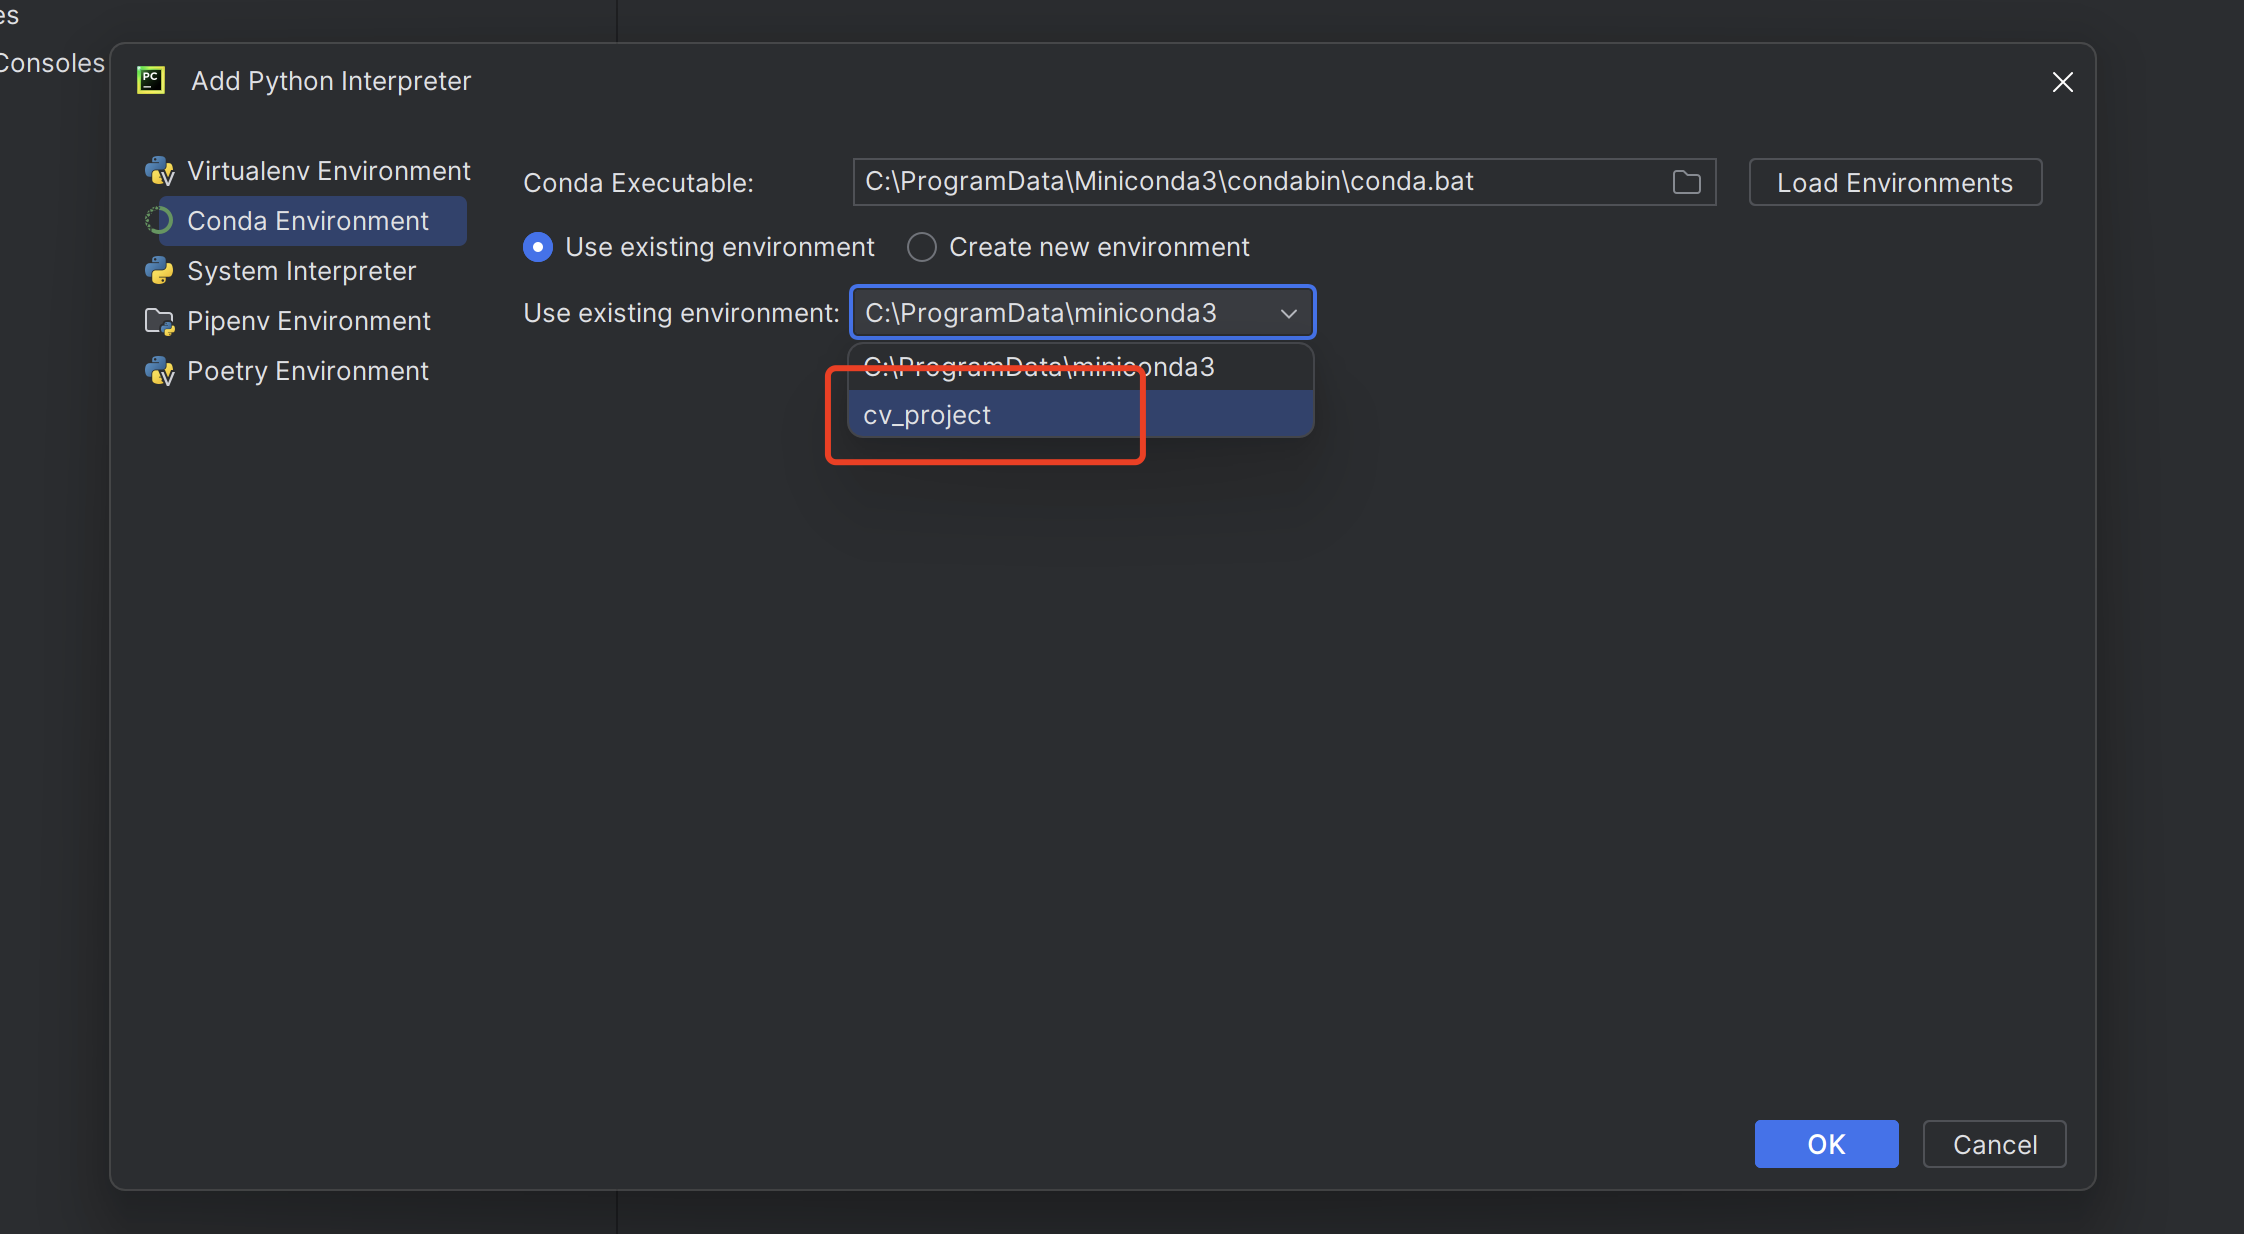 es
Consoles
PC
Add Python Interpreter
Virtualenv Environment
Conda Environment
System Interpreter
Pipenv Environment
Poetry Environment
Conda Executable:
C:\ProgramData\Miniconda3\condabin\conda.bat
Load Environments
Use existing environment
Create new environment
Use existing environment:
C:\ProgramData\miniconda3
C:\ProgramData\miniconda3
cv_project
OK
Cancel